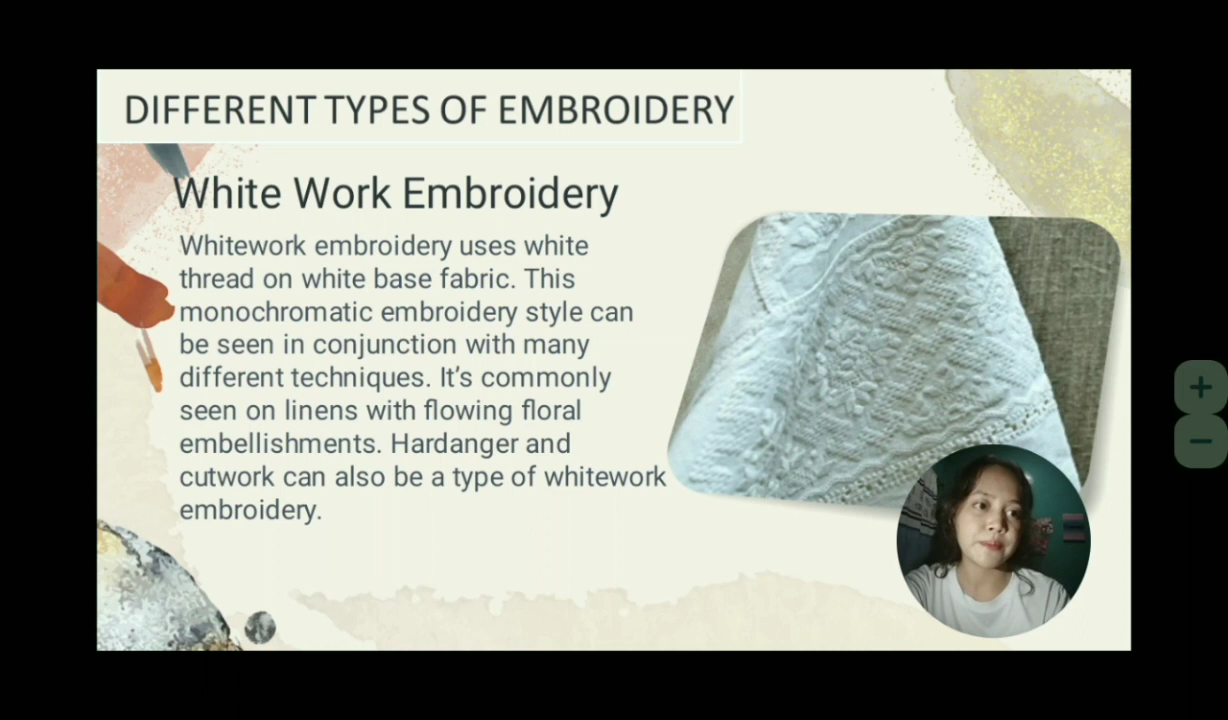 DIFFERENT TYPES OF EMBROIDERY
White Work Embroidery
Whitework embroidery uses white
thread on white base fabric. This
monochromatic embroidery style can
be seen in conjunction with many
different techniques. It's commonly
seen on linens with flowing floral
embellishments. Hardanger and
cutwork can also be a type of whitework
embroidery.
+
−